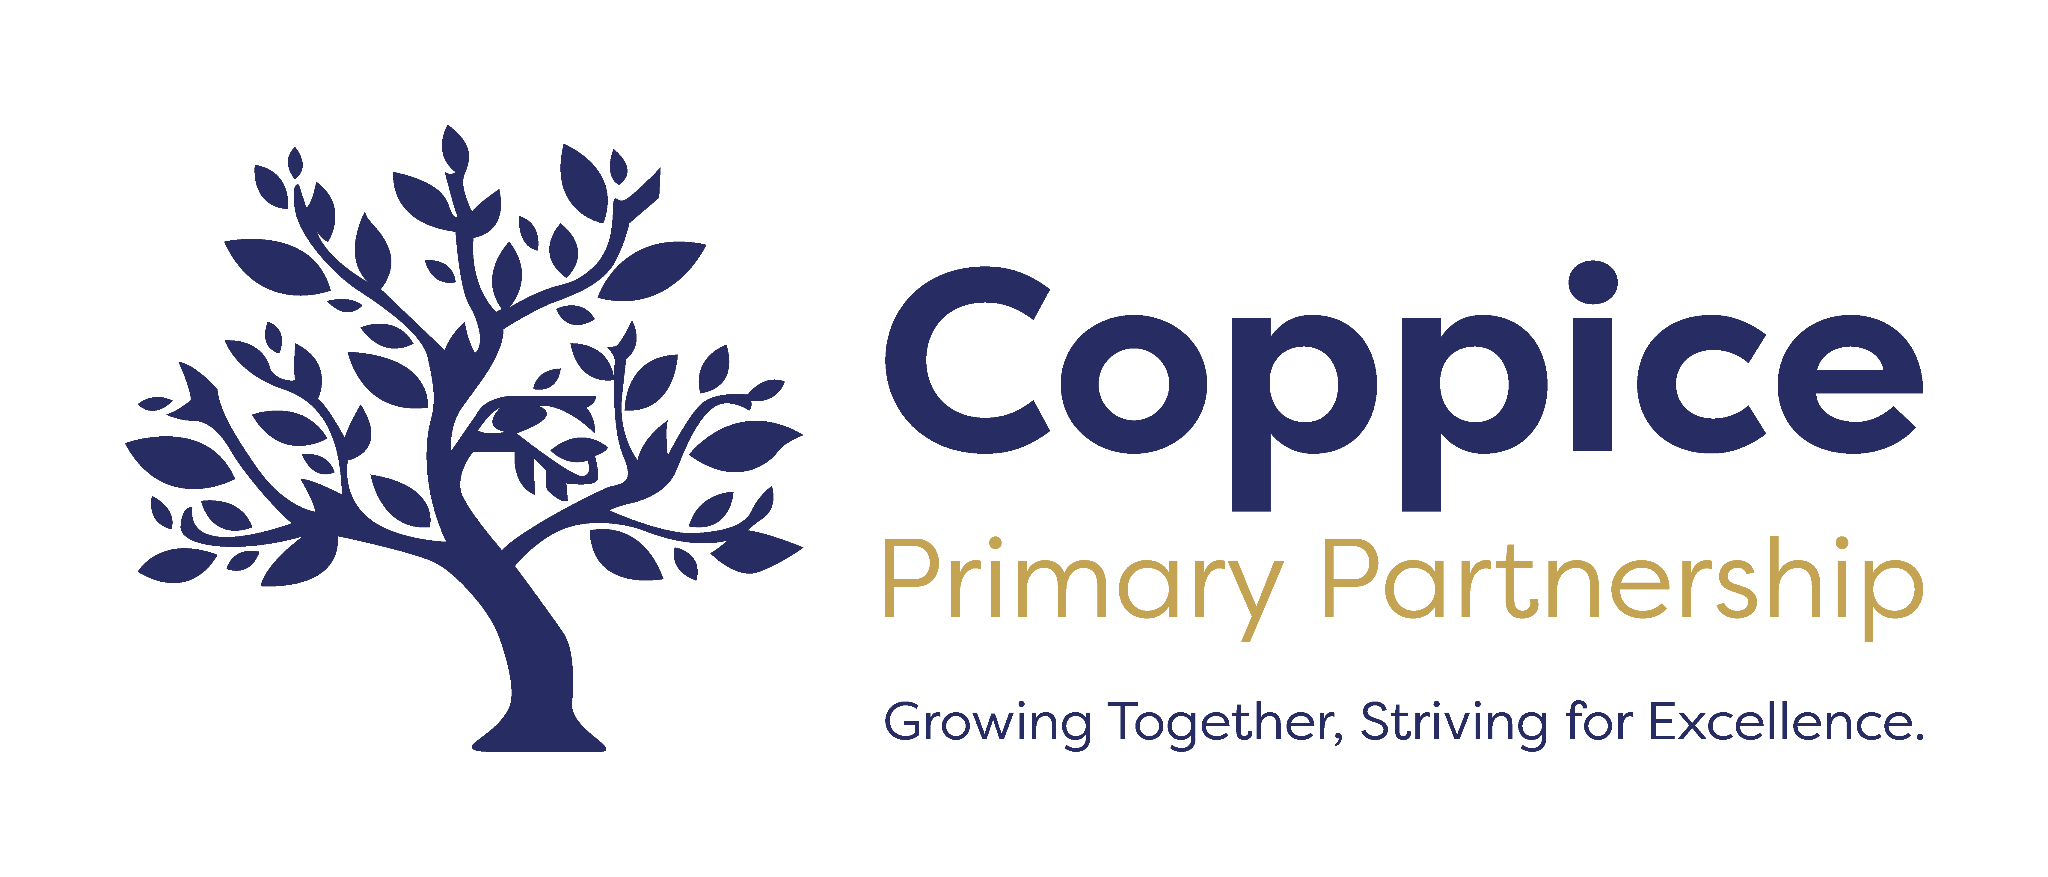 Coppice
Primary Partnership
Growing Together, Striving for Excellence.